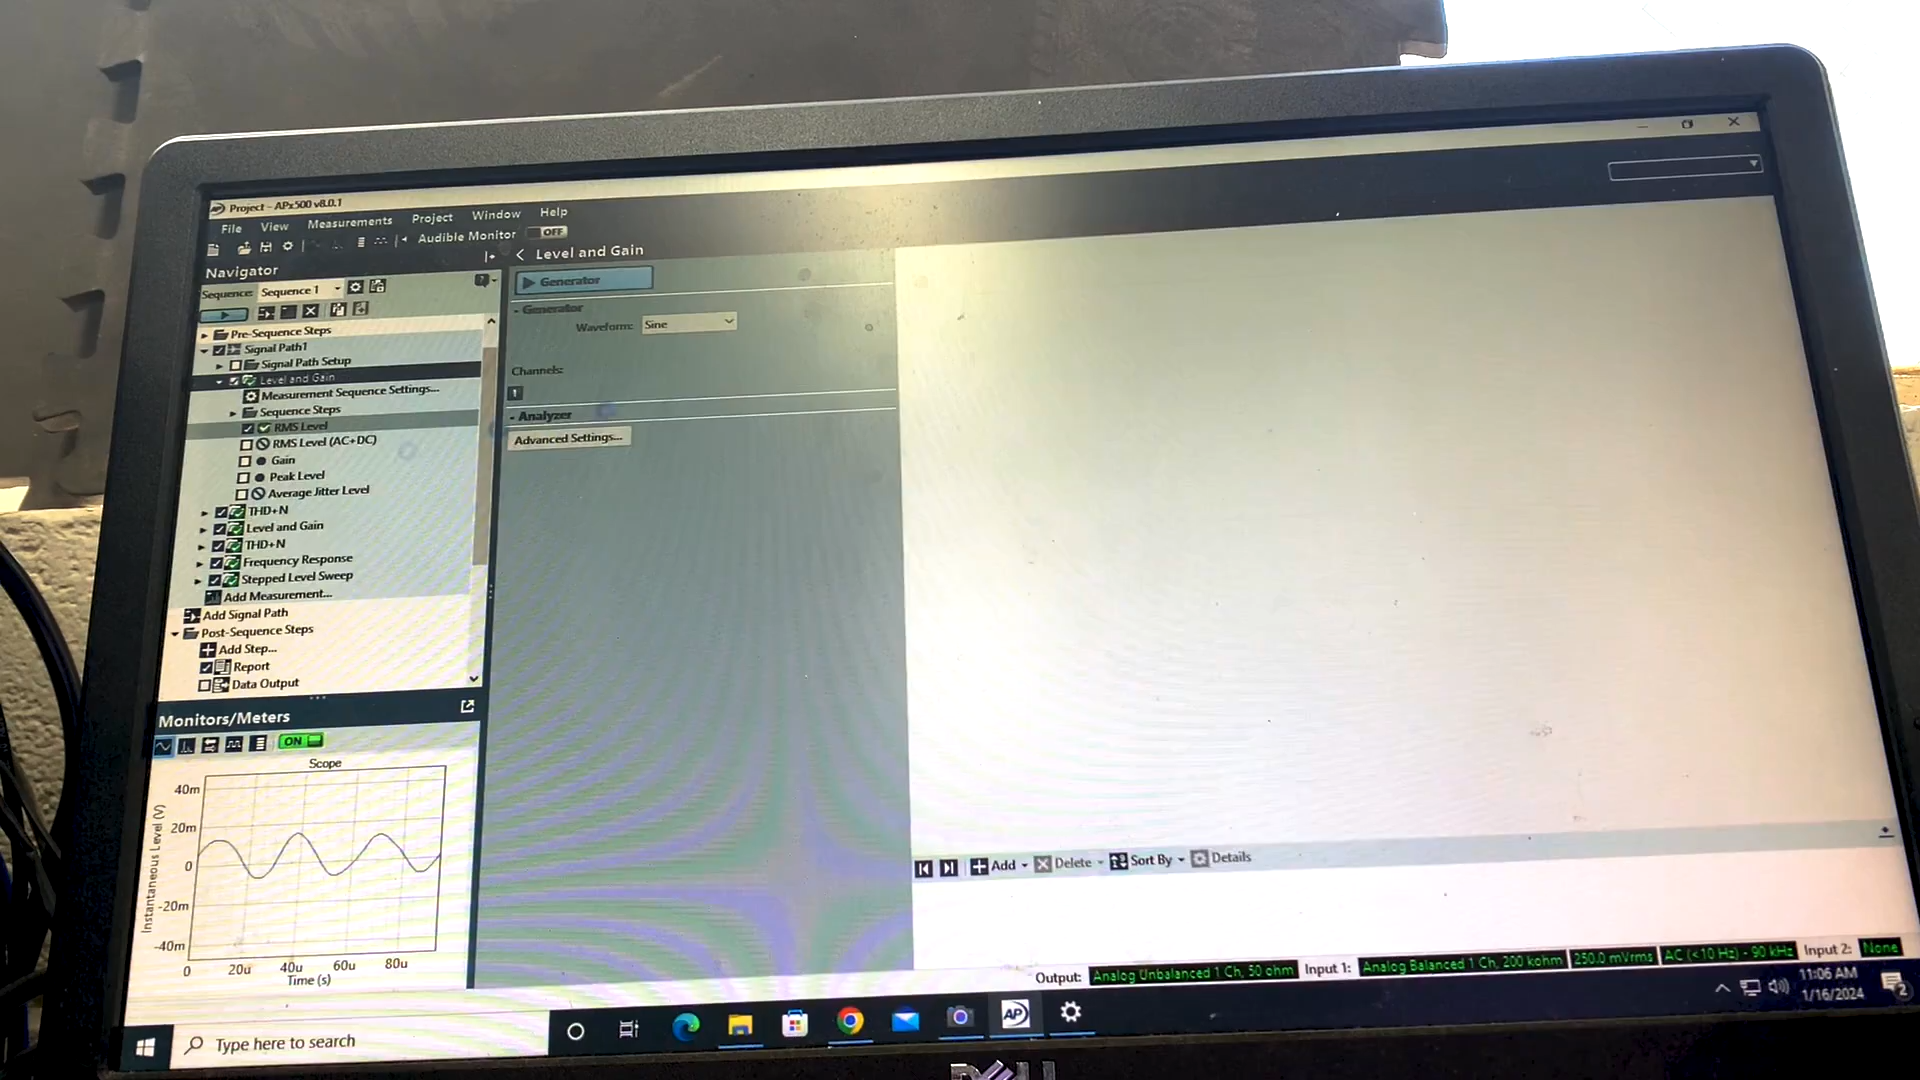 Project - APx500 v8.0.1
File View Measurements Project Window Help
Audible Monitor OFF
Navigator
Sequence: Sequence 1
Pre-Sequence Steps
Signal Path1
Signal Path Setup
Level and Gain
Measurement Sequence Settings...
Sequence Steps
RMS Level
RMS Level (AC+DC)
Gain
Peak Level
Average Jitter Level
THD+N
Level and Gain
THD+N
Frequency Response
Stepped Level Sweep
Add Measurement...
Add Signal Path
Post-Sequence Steps
Add Step...
Report
Data Output
Monitors/Meters
ON
Scope
Instantaneous Level (V)
40m
20m
0
-20m
-40m
0 20u 40u 60u 80u
Time (s)
Level and Gain
Generator
Generator
Waveform: Sine
Channels:
1
Analyzer
Advanced Settings...
Add Delete Sort By Details
Output: Analog Unbalanced 1 Ch, 50 ohm Input 1: Analog Balanced 1 Ch, 200 kohm 250.0 mVrms AC (<10 Hz) - 90 kHz Input 2: None
Type here to search
AP
11:06 AM
1/16/2024
2
DELL